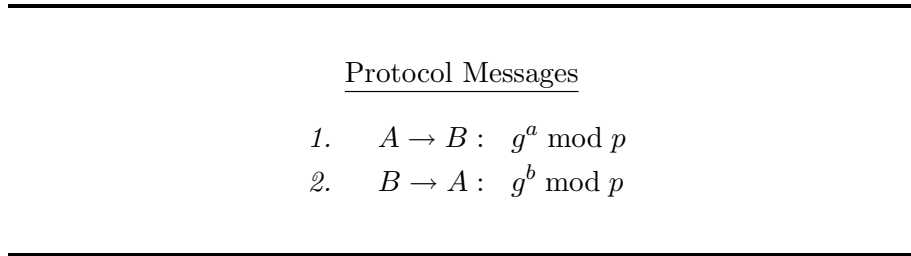 Protocol Messages
1. A → B : g^a mod p
2. B → A : g^b mod p